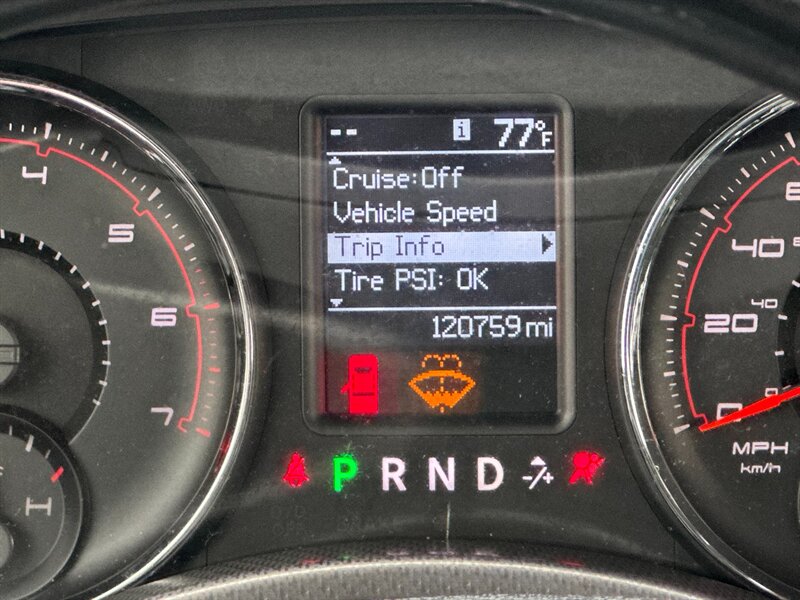 -- i 77°F
Cruise:Off
Vehicle Speed
Trip Info
Tire PSI: OK
120759 mi
4
5
6
7
H
P R N D -/+
40
20
40
0
0
MPH
km/h